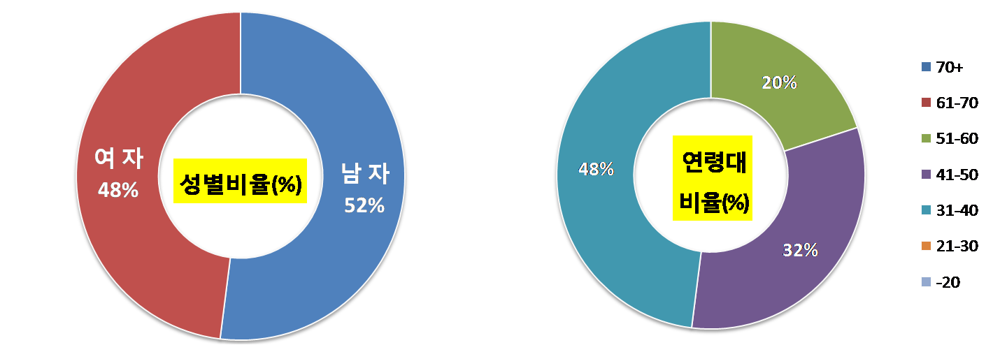 여 자
48%
성별비율(%)
남 자
52%
20%
48%
연령대
비율(%)
32%
70+
61-70
51-60
41-50
31-40
21-30
-20